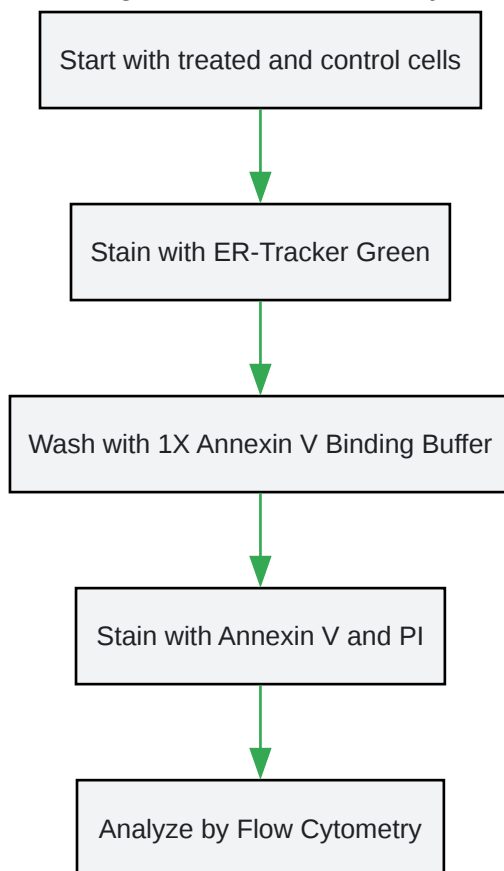 Start with treated and control cells
Stain with ER-Tracker Green
Wash with 1X Annexin V Binding Buffer
Stain with Annexin V and PI
Analyze by Flow Cytometry